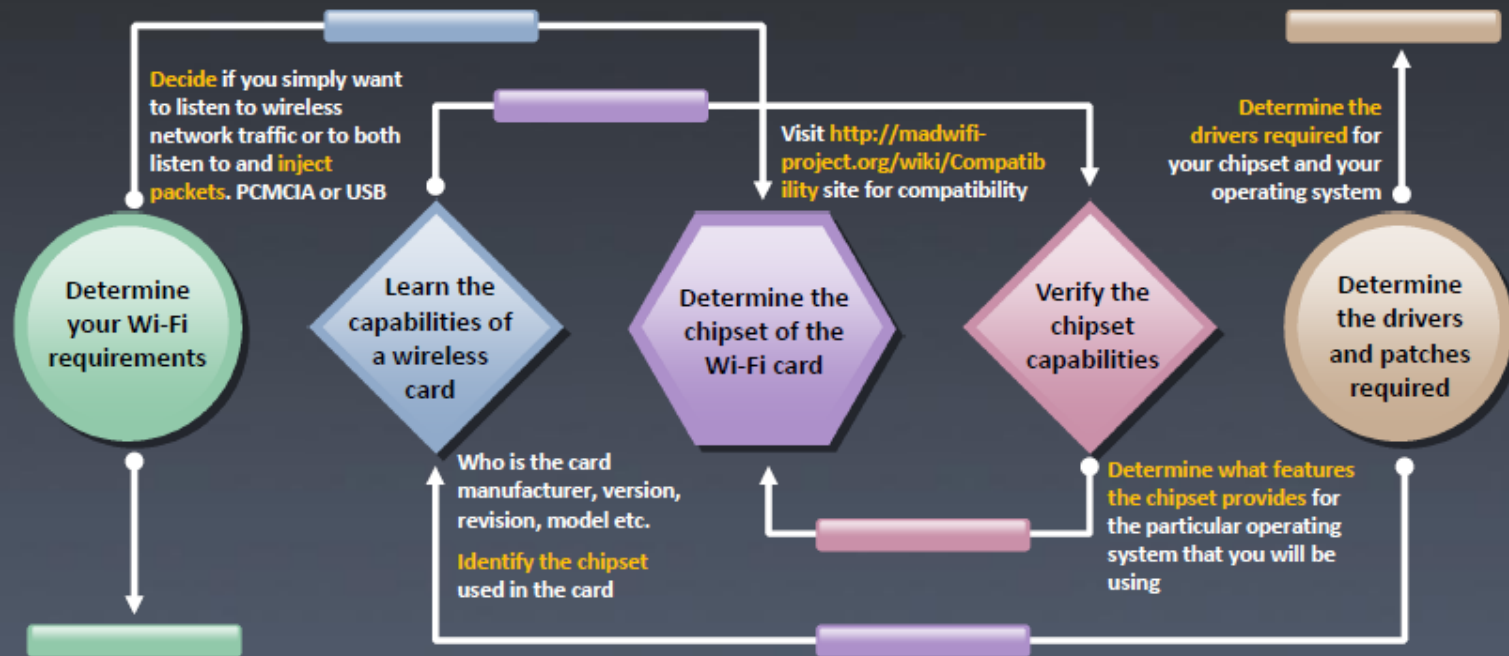 Decide if you simply want
to listen to wireless
network traffic or to both
listen to and inject
packets. PCMCIA or USB
Visit http://madwifi-
project.org/wiki/Compatib
ility site for compatibility
Determine the
drivers required for
your chipset and your
operating system
Determine
your Wi-Fi
requirements
Learn the
capabilities of
a wireless
card
Determine the
chipset of the
Wi-Fi card
Verify the
chipset
capabilities
Determine
the drivers
and patches
required
Who is the card
manufacturer, version,
revision, model etc.
Identify the chipset
used in the card
Determine what features
the chipset provides for
the particular operating
system that you will be
using